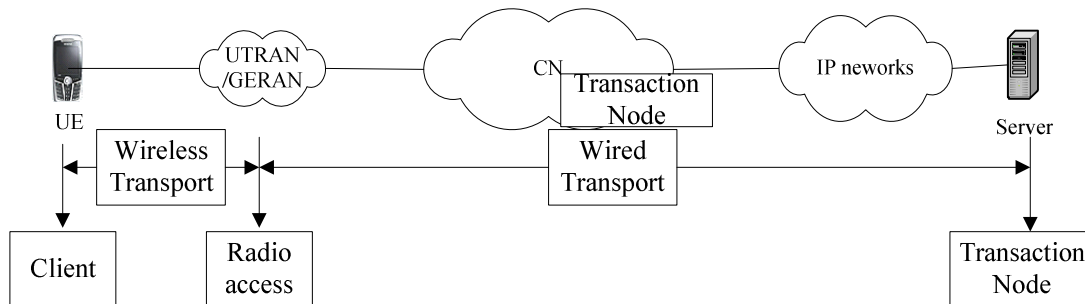 UTRAN
/GERAN
CN
Transaction
Node
IP neworks
UE
Server
Wireless
Transport
Wired
Transport
Client
Radio
access
Transaction
Node